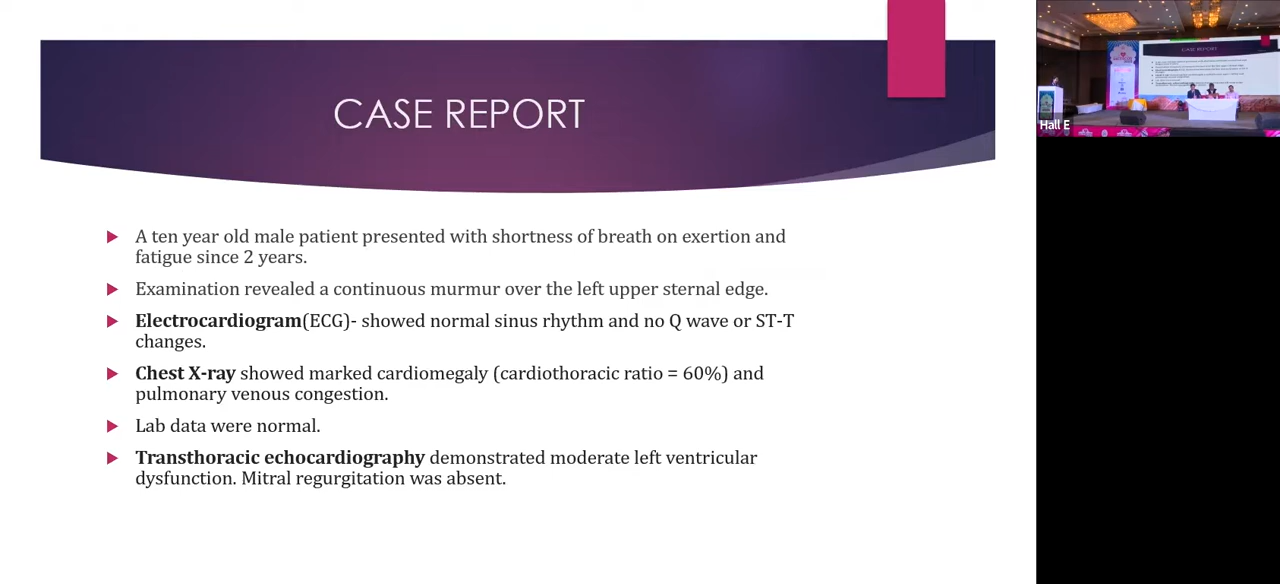 CASE REPORT
A ten year old male patient presented with shortness of breath on exertion and
fatigue since 2 years.
Examination revealed a continuous murmur over the left upper sternal edge.
Electrocardiogram(ECG)- showed normal sinus rhythm and no Q wave or ST-T
changes.
Chest X-ray showed marked cardiomegaly (cardiothoracic ratio = 60%) and
pulmonary venous congestion.
Lab data were normal.
Transthoracic echocardiography demonstrated moderate left ventricular
dysfunction. Mitral regurgitation was absent.
CASE REPORT
Hall E